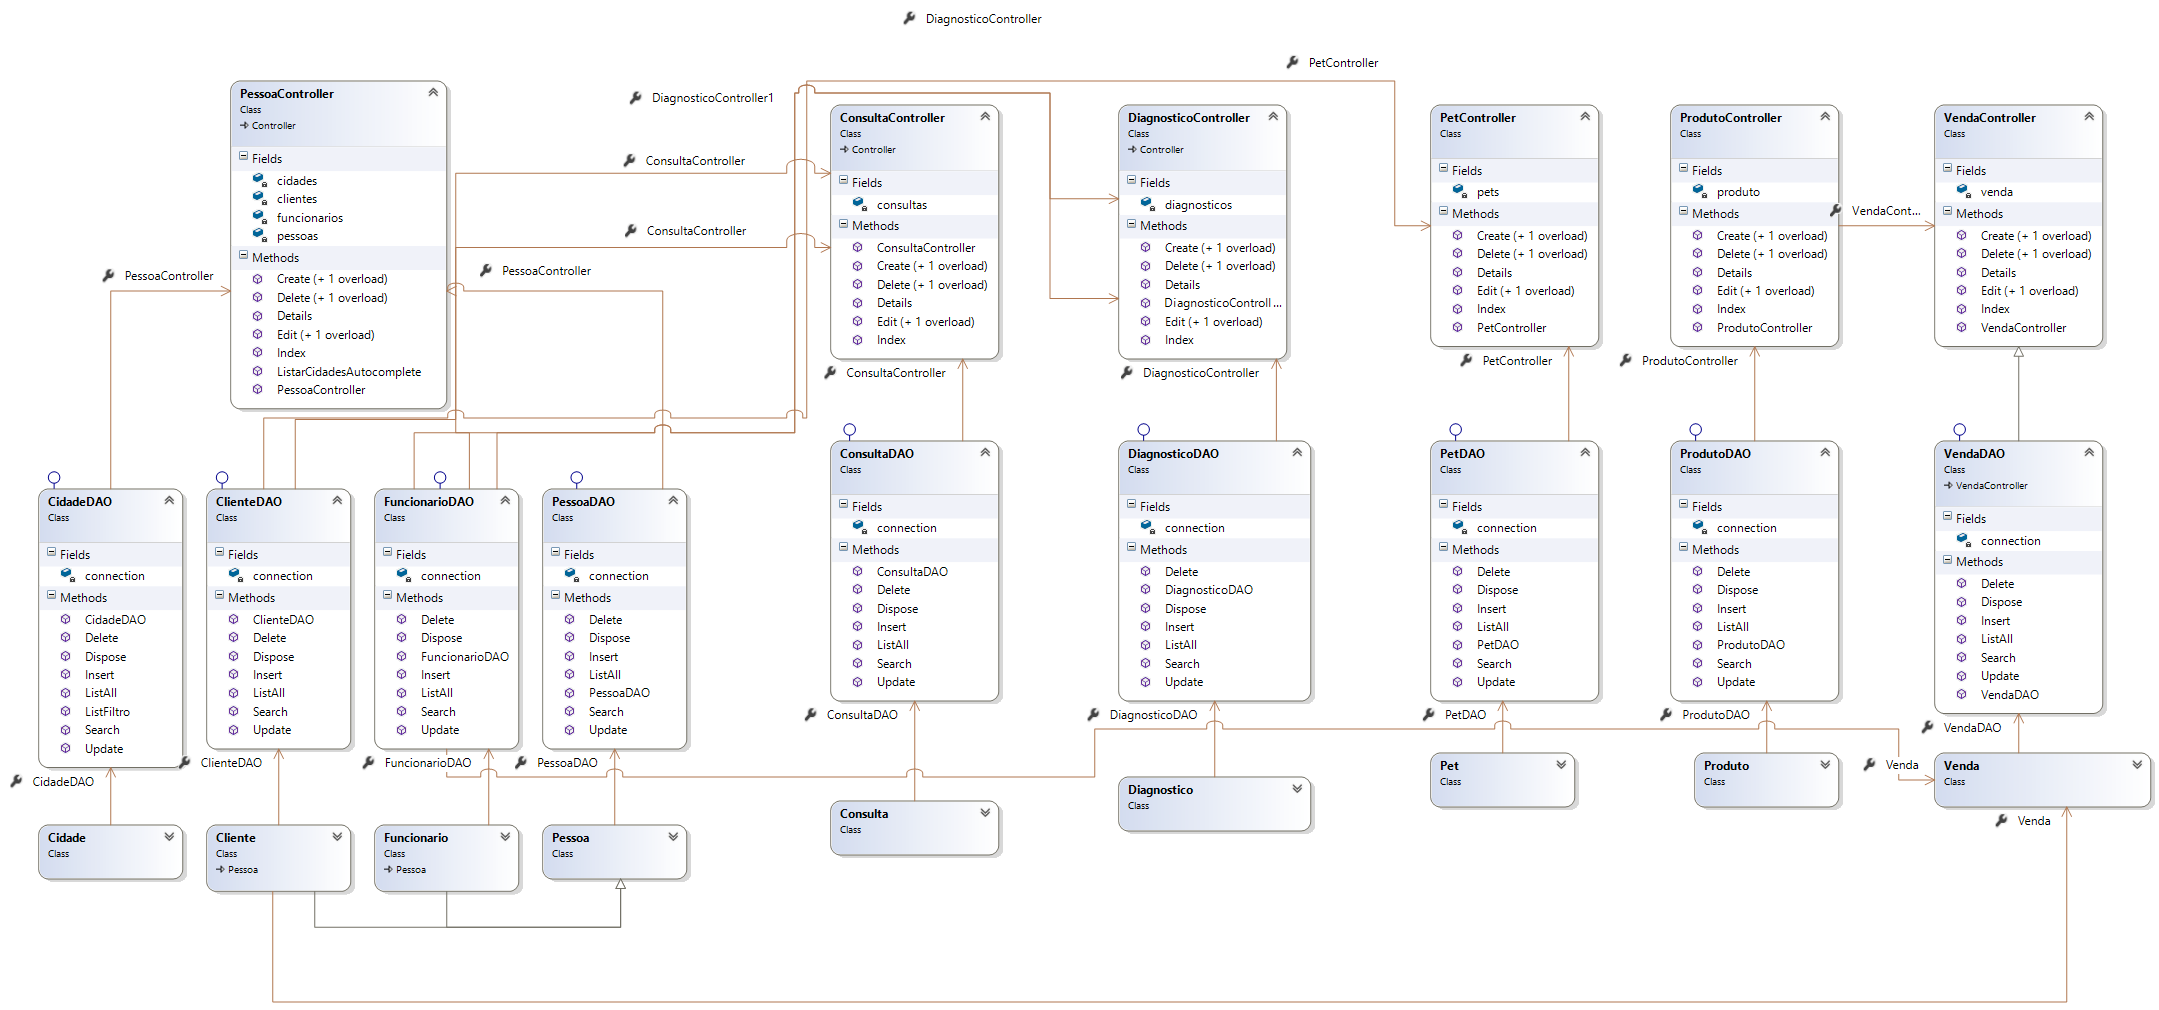 DiagnosticoController
PetController
DiagnosticoController1
ConsultaController
ConsultaController
PessoaController
PessoaController
PessoaController
Class
Controller
Fields
cidades
clientes
funcionarios
pessoas
Methods
Create (+ 1 overload)
Delete (+ 1 overload)
Details
Edit (+ 1 overload)
Index
ListarCidadesAutocomplete
PessoaController
ConsultaController
Class
Controller
Fields
consultas
Methods
ConsultaController
Create (+ 1 overload)
Delete (+ 1 overload)
Details
Edit (+ 1 overload)
Index
DiagnosticoController
Class
Controller
Fields
diagnosticos
Methods
Create (+ 1 overload)
Delete (+ 1 overload)
Details
DiagnosticoControll...
Edit (+ 1 overload)
Index
PetController
Class
Fields
pets
Methods
Create (+ 1 overload)
Delete (+ 1 overload)
Details
Edit (+ 1 overload)
Index
PetController
ProdutoController
Class
Fields
produto
Methods
Create (+ 1 overload)
Delete (+ 1 overload)
Details
Edit (+ 1 overload)
Index
ProdutoController
VendaCont...
VendaController
Class
Fields
venda
Methods
Create (+ 1 overload)
Delete (+ 1 overload)
Details
Edit (+ 1 overload)
Index
VendaController
ConsultaController
DiagnosticoController
PetController
ProdutoController
CidadeDAO
Class
Fields
connection
Methods
CidadeDAO
Delete
Dispose
Insert
ListAll
ListFiltro
Search
Update
ClienteDAO
Class
Fields
connection
Methods
ClienteDAO
Delete
Dispose
Insert
ListAll
Search
Update
FuncionarioDAO
Class
Fields
connection
Methods
Delete
Dispose
FuncionarioDAO
Insert
ListAll
Search
Update
PessoaDAO
Class
Fields
connection
Methods
Delete
Dispose
Insert
ListAll
PessoaDAO
Search
Update
ConsultaDAO
Class
Fields
connection
Methods
ConsultaDAO
Delete
Dispose
Insert
ListAll
Search
Update
DiagnosticoDAO
Class
Fields
connection
Methods
Delete
DiagnosticoDAO
Dispose
Insert
ListAll
Search
Update
PetDAO
Class
Fields
connection
Methods
Delete
Dispose
Insert
ListAll
PetDAO
Search
Update
ProdutoDAO
Class
Fields
connection
Methods
Delete
Dispose
Insert
ListAll
ProdutoDAO
Search
Update
VendaDAO
Class
VendaController
Fields
connection
Methods
Delete
Dispose
Insert
ListAll
Search
Update
VendaDAO
CidadeDAO
ClienteDAO
FuncionarioDAO
PessoaDAO
ConsultaDAO
DiagnosticoDAO
PetDAO
ProdutoDAO
VendaDAO
Venda
Venda
Cidade
Class
Cliente
Class
Pessoa
Funcionario
Class
Pessoa
Pessoa
Class
Consulta
Class
Diagnostico
Class
Pet
Class
Produto
Class
Venda
Class